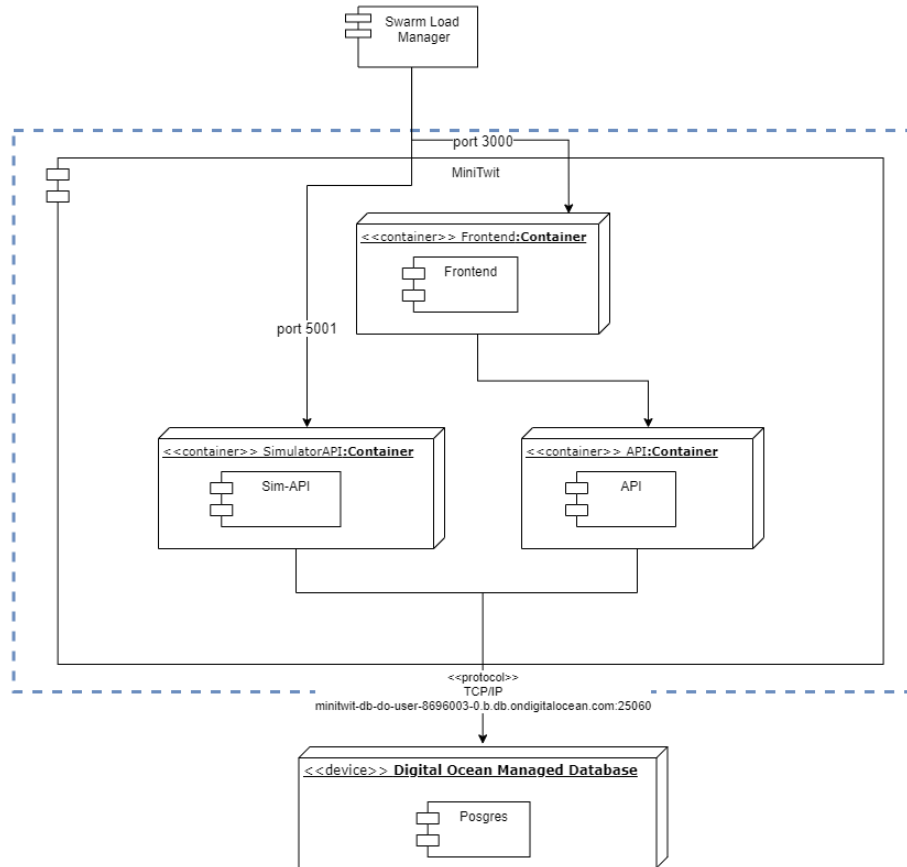 Swarm Load
Manager
port 3000
MiniTwit
<<container>> Frontend:Container
Frontend
port 5001
<<container>> SimulatorAPI:Container
Sim-API
<<container>> API:Container
API
<<protocol>>
TCP/IP
minitwit-db-do-user-8696003-0.b.db.ondigitalocean.com:25060
<<device>> Digital Ocean Managed Database
Posgres